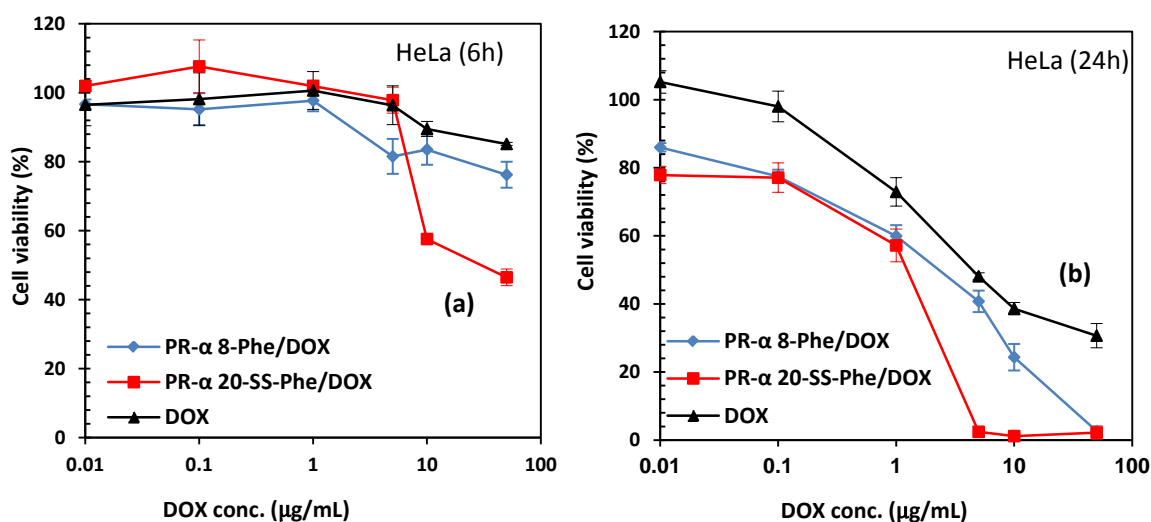 HeLa (6h)
Cell viability (%)
120
100
80
60
40
20
0
(a)
PR-α 8-Phe/DOX
PR-α 20-SS-Phe/DOX
DOX
0.01 0.1 1 10 100
DOX conc. (µg/mL)
HeLa (24h)
Cell viability (%)
120
100
80
60
40
20
0
(b)
PR-α 8-Phe/DOX
PR-α 20-SS-Phe/DOX
DOX
0.01 0.1 1 10 100
DOX conc. (µg/mL)